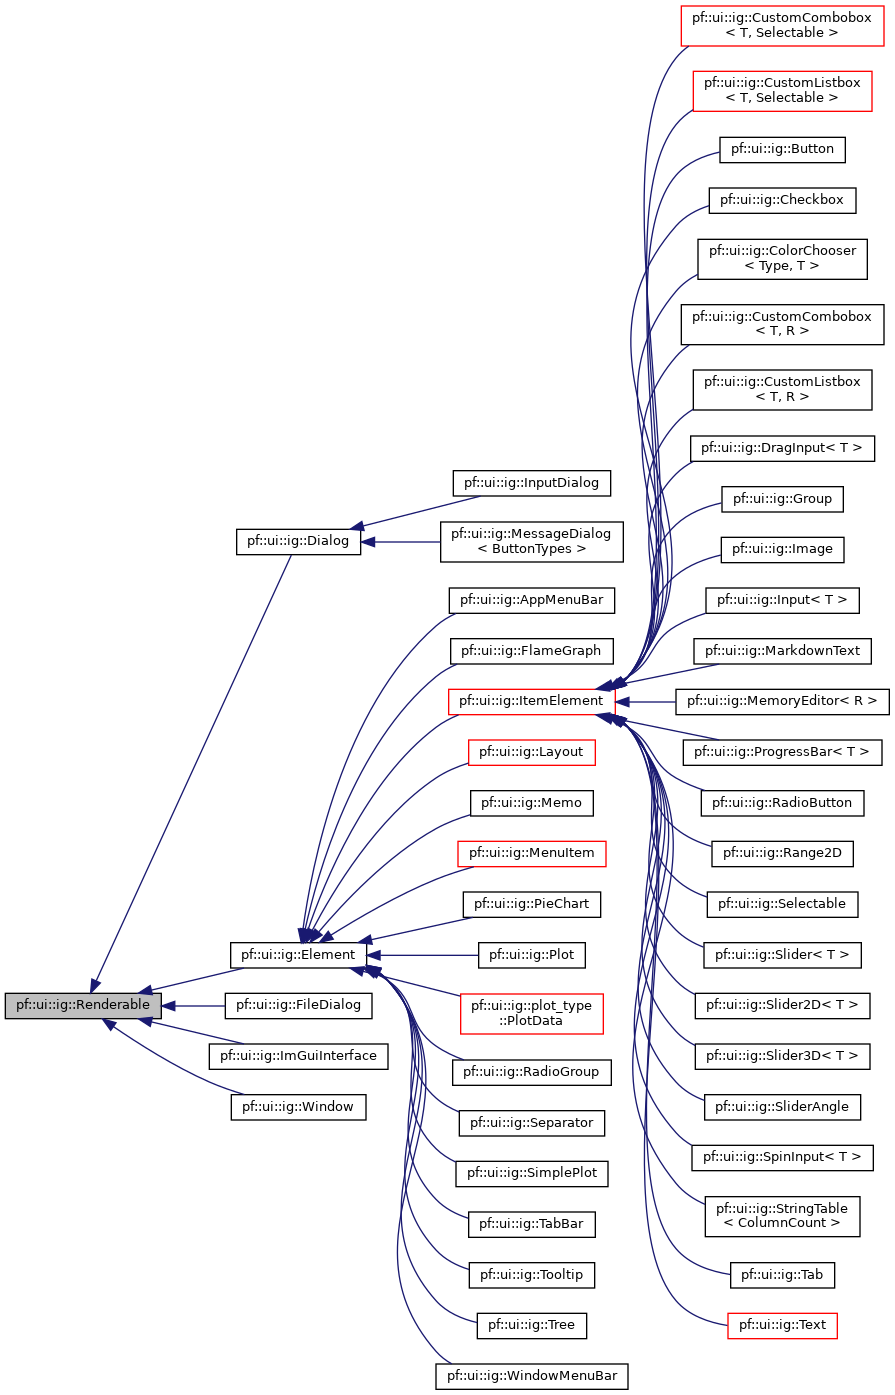 pf::ui::ig::Renderable
pf::ui::ig::Dialog
pf::ui::ig::Element
pf::ui::ig::FileDialog
pf::ui::ig::ImGuiInterface
pf::ui::ig::Window
pf::ui::ig::InputDialog
pf::ui::ig::MessageDialog
< ButtonTypes >
pf::ui::ig::AppMenuBar
pf::ui::ig::FlameGraph
pf::ui::ig::ItemElement
pf::ui::ig::Layout
pf::ui::ig::Memo
pf::ui::ig::MenuItem
pf::ui::ig::PieChart
pf::ui::ig::Plot
pf::ui::ig::plot_type
::PlotData
pf::ui::ig::RadioGroup
pf::ui::ig::Separator
pf::ui::ig::SimplePlot
pf::ui::ig::TabBar
pf::ui::ig::Tooltip
pf::ui::ig::Tree
pf::ui::ig::WindowMenuBar
pf::ui::ig::CustomCombobox
< T, Selectable >
pf::ui::ig::CustomListbox
< T, Selectable >
pf::ui::ig::Button
pf::ui::ig::Checkbox
pf::ui::ig::ColorChooser
< Type, T >
pf::ui::ig::CustomCombobox
< T, R >
pf::ui::ig::CustomListbox
< T, R >
pf::ui::ig::DragInput< T >
pf::ui::ig::Group
pf::ui::ig::Image
pf::ui::ig::Input< T >
pf::ui::ig::MarkdownText
pf::ui::ig::MemoryEditor< R >
pf::ui::ig::ProgressBar< T >
pf::ui::ig::RadioButton
pf::ui::ig::Range2D
pf::ui::ig::Selectable
pf::ui::ig::Slider< T >
pf::ui::ig::Slider2D< T >
pf::ui::ig::Slider3D< T >
pf::ui::ig::SliderAngle
pf::ui::ig::SpinInput< T >
pf::ui::ig::StringTable
< ColumnCount >
pf::ui::ig::Tab
pf::ui::ig::Text